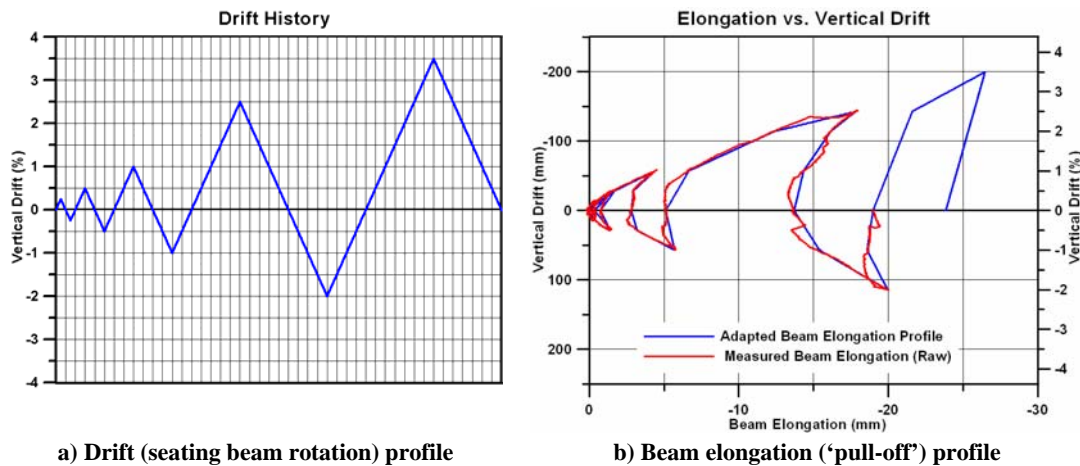 Drift History
4
3
2
1
0
-1
-2
-3
-4
Vertical Drift (%)
Elongation vs. Vertical Drift
-200
-100
0
100
200
Vertical Drift (mm),
4
3
2
1
0
-1
-2
-3
-4
Vertical Drift (%)
Adapted Beam Elongation Profile
Measured Beam Elongation (Raw)
0
-10
-20
-30
Beam Elongation (mm)
a) Drift (seating beam rotation) profile
b) Beam elongation (‘pull-off’) profile